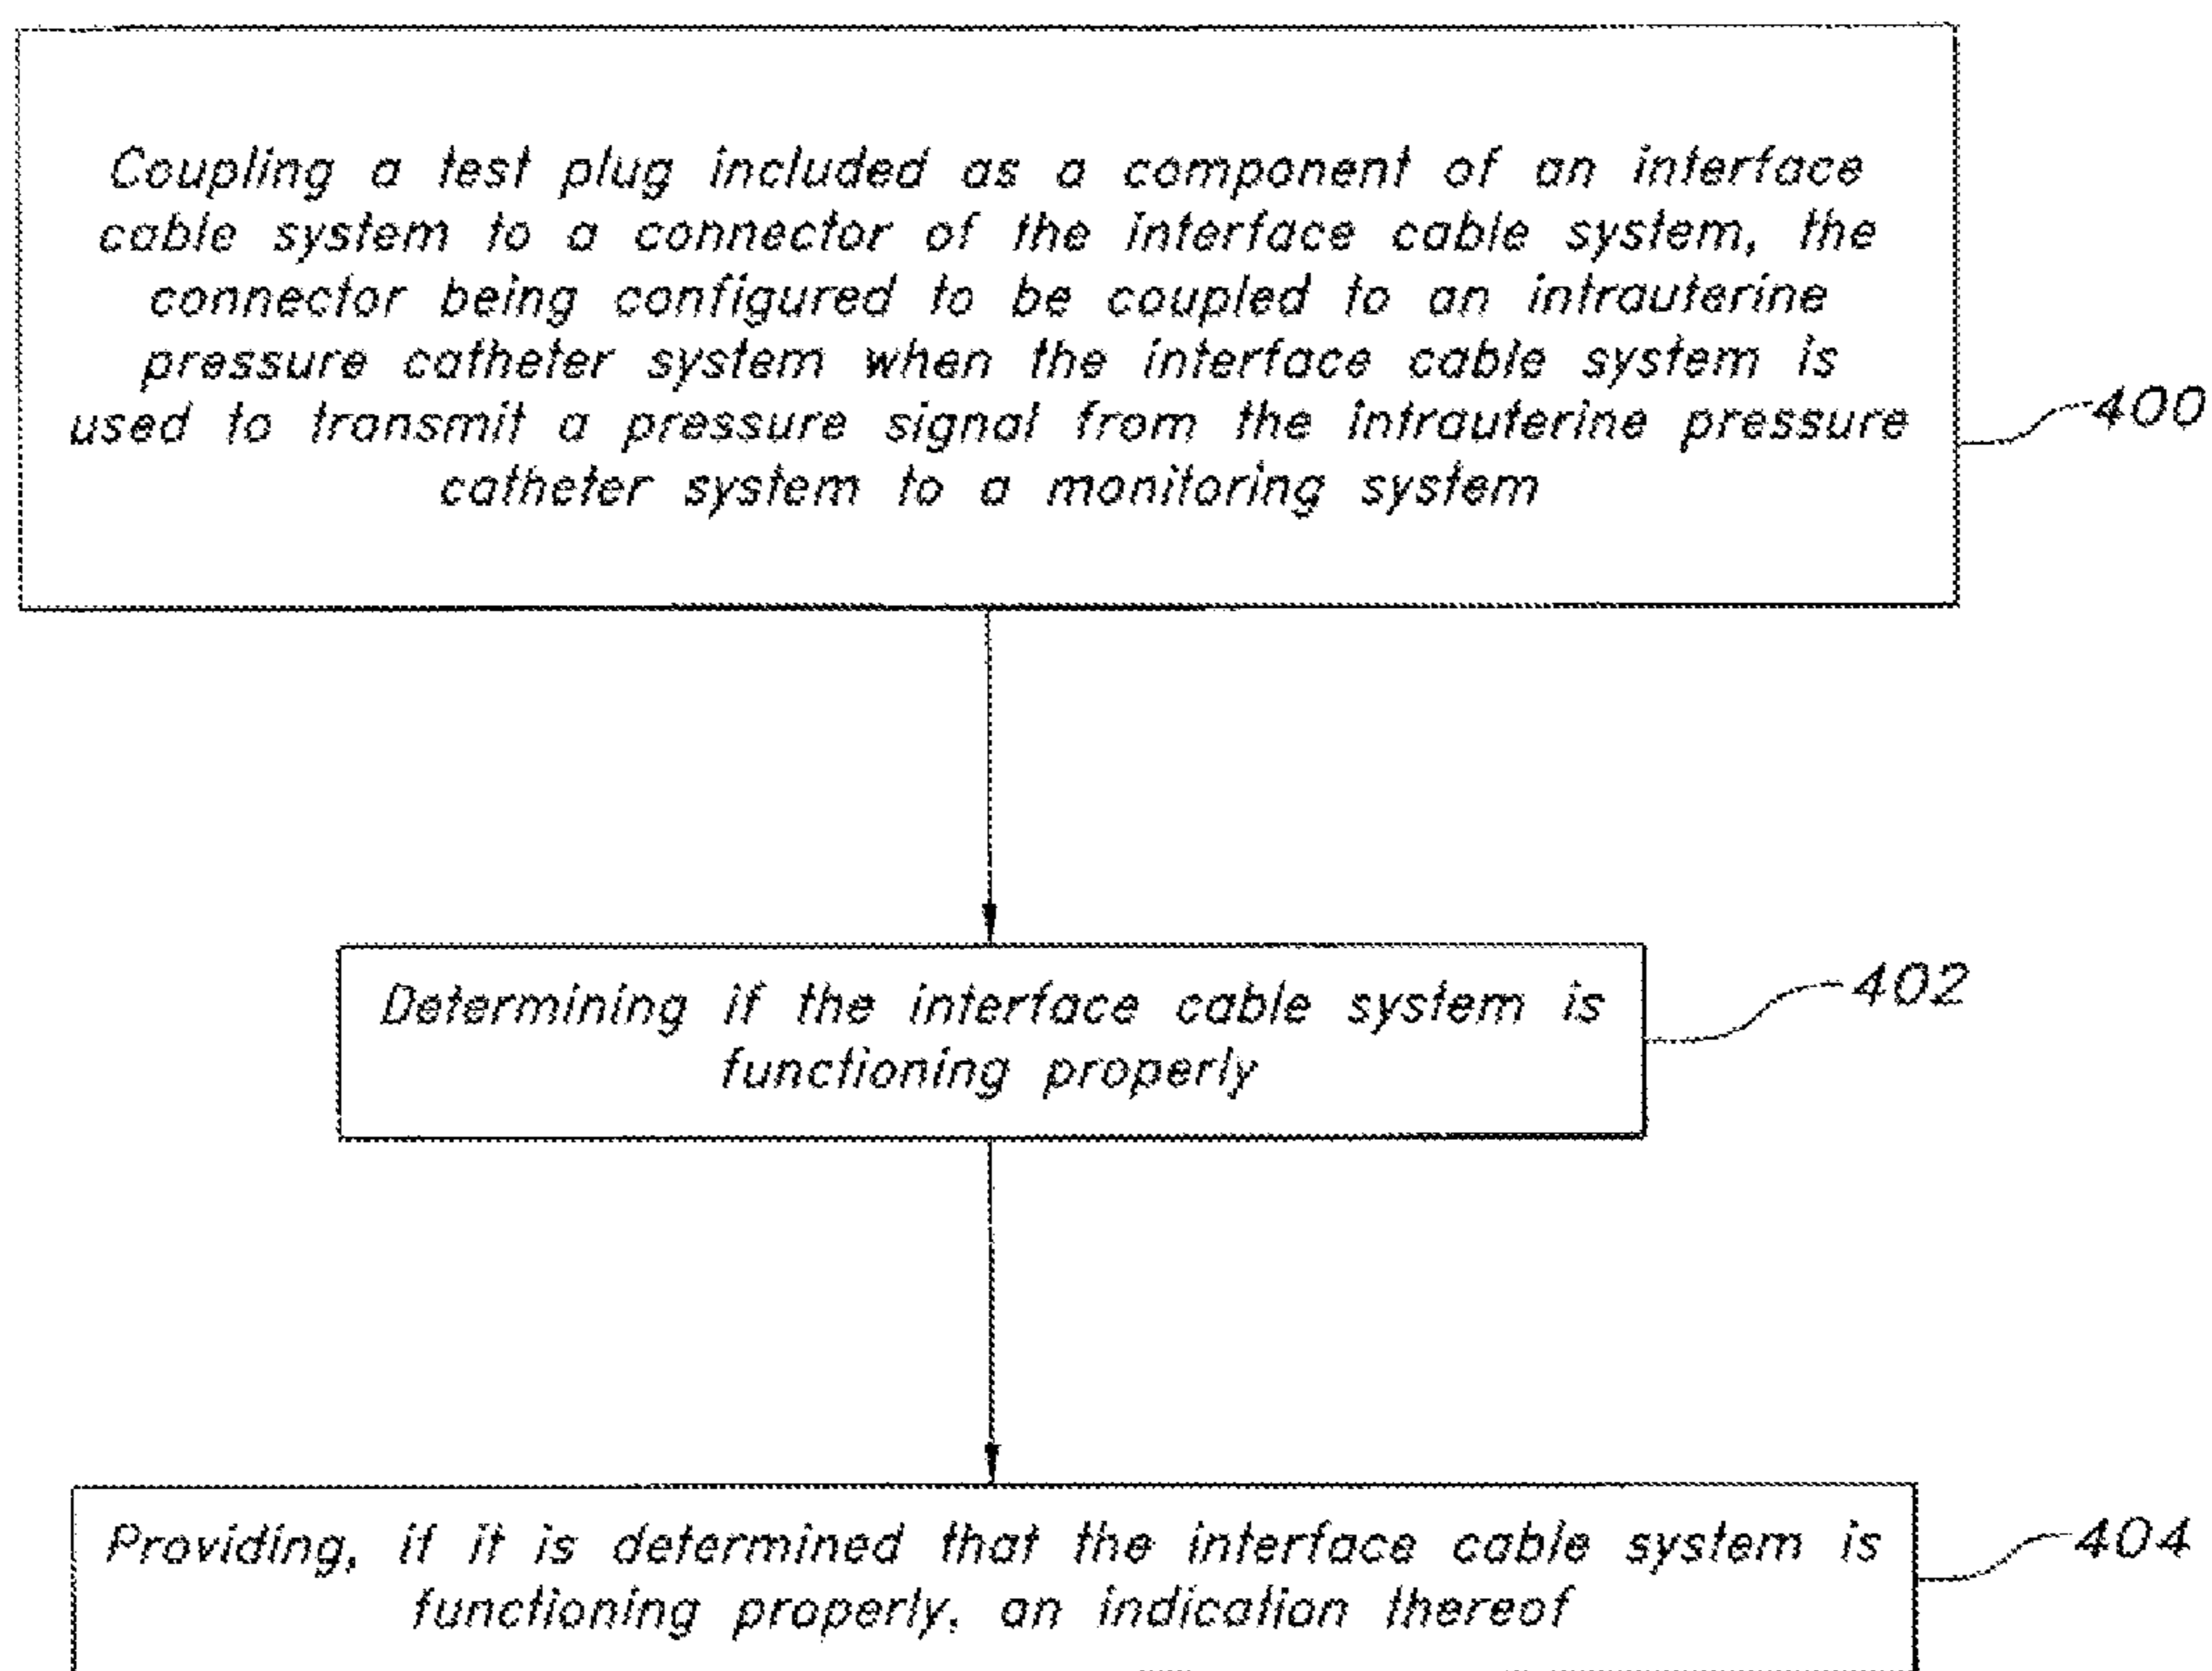 Coupling a test plug included as a component of an interface
cable system to a connector of the interface cable system, the
connector being configured to be coupled to an intrauterine
pressure catheter system when the interface cable system is
used to transmit a pressure signal from the intrauterine pressure
catheter system to a monitoring system
400
Determining if the interface cable system is
functioning properly
402
Providing, if it is determined that the interface cable system is
functioning properly, an indication thereof
404